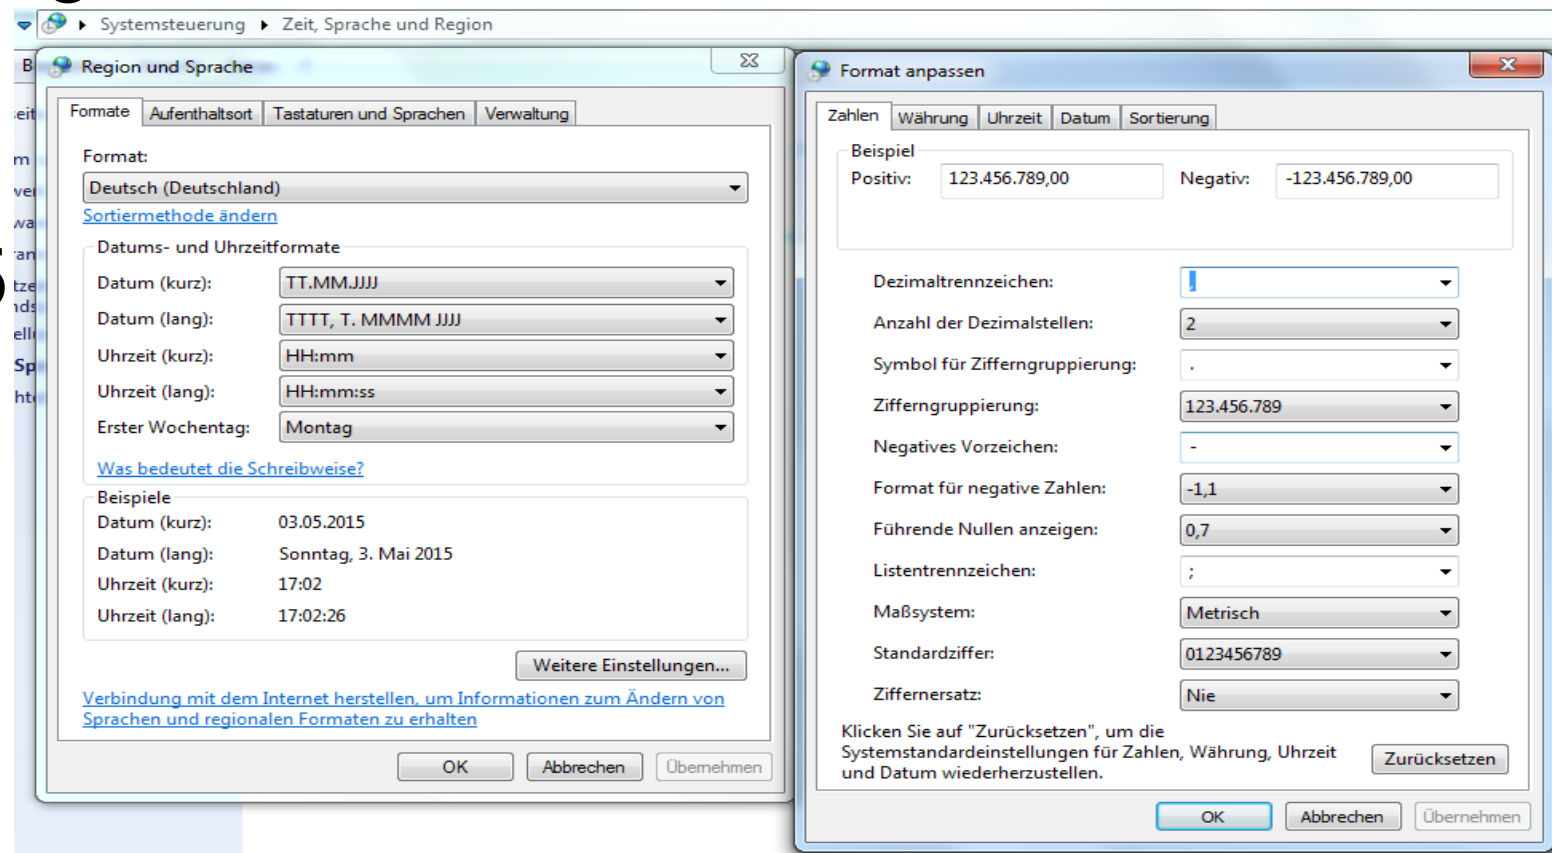 Systemsteuerung ▸ Zeit, Sprache und Region
Region und Sprache
Formate Aufenthaltsort Tastaturen und Sprachen Verwaltung
Format:
Deutsch (Deutschland)
Sortiermethode ändern
Datums- und Uhrzeitformate
Datum (kurz): TT.MM.JJJJ
Datum (lang): TTTT, T. MMMM JJJJ
Uhrzeit (kurz): HH:mm
Uhrzeit (lang): HH:mm:ss
Erster Wochentag: Montag
Was bedeutet die Schreibweise?
Beispiele
Datum (kurz): 03.05.2015
Datum (lang): Sonntag, 3. Mai 2015
Uhrzeit (kurz): 17:02
Uhrzeit (lang): 17:02:26
Weitere Einstellungen...
Verbindung mit dem Internet herstellen, um Informationen zum Ändern von
Sprachen und regionalen Formaten zu erhalten
OK Abbrechen Übernehmen
Format anpassen
Zahlen Währung Uhrzeit Datum Sortierung
Beispiel
Positiv: 123.456.789,00 Negativ: -123.456.789,00
Dezimaltrennzeichen: ,
Anzahl der Dezimalstellen: 2
Symbol für Zifferngruppierung: .
Zifferngruppierung: 123.456.789
Negatives Vorzeichen: -
Format für negative Zahlen: -1,1
Führende Nullen anzeigen: 0,7
Listentrennzeichen: ;
Maßsystem: Metrisch
Standardziffer: 0123456789
Ziffernersatz: Nie
Klicken Sie auf "Zurücksetzen", um die
Systemstandardeinstellungen für Zahlen, Währung, Uhrzeit
und Datum wiederherzustellen.
Zurücksetzen
OK Abbrechen Übernehmen